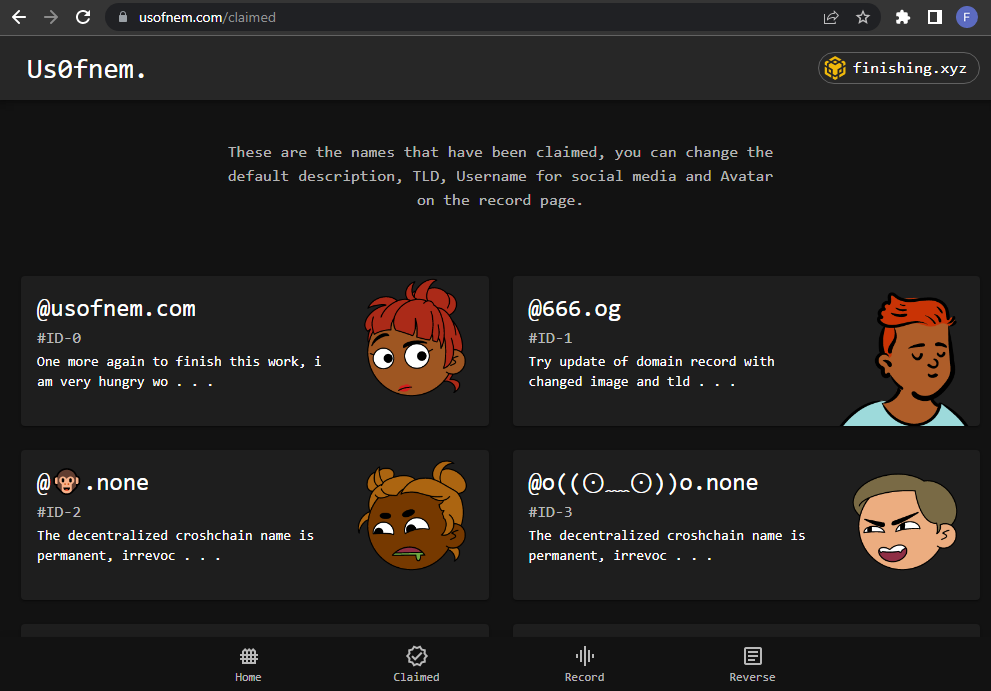 usofnem.com/claimed
F
Us0fnem.
finishing.xyz
These are the names that have been claimed, you can change the
default description, TLD, Username for social media and Avatar
on the record page.
@usofnem.com
#ID-0
One more again to finish this work, i
am very hungry wo . . .
@666.og
#ID-1
Try update of domain record with
changed image and tld . . .
@🐵.none
#ID-2
The decentralized croshchain name is
permanent, irrevoc . . .
@o((⊙﹏⊙))o.none
#ID-3
The decentralized croshchain name is
permanent, irrevoc . . .
Home
Claimed
Record
Reverse